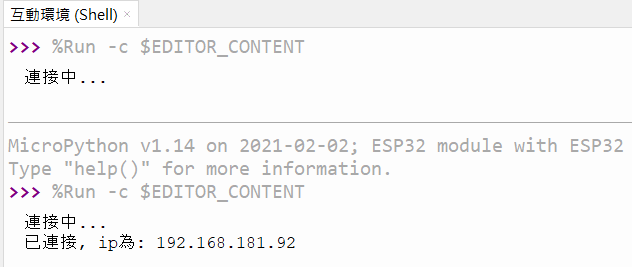 互動環境 (Shell) ×
>>> %Run -c $EDITOR_CONTENT
連接中...
MicroPython v1.14 on 2021-02-02; ESP32 module with ESP32
Type "help()" for more information.
>>> %Run -c $EDITOR_CONTENT
連接中...
已連接, ip為: 192.168.181.92